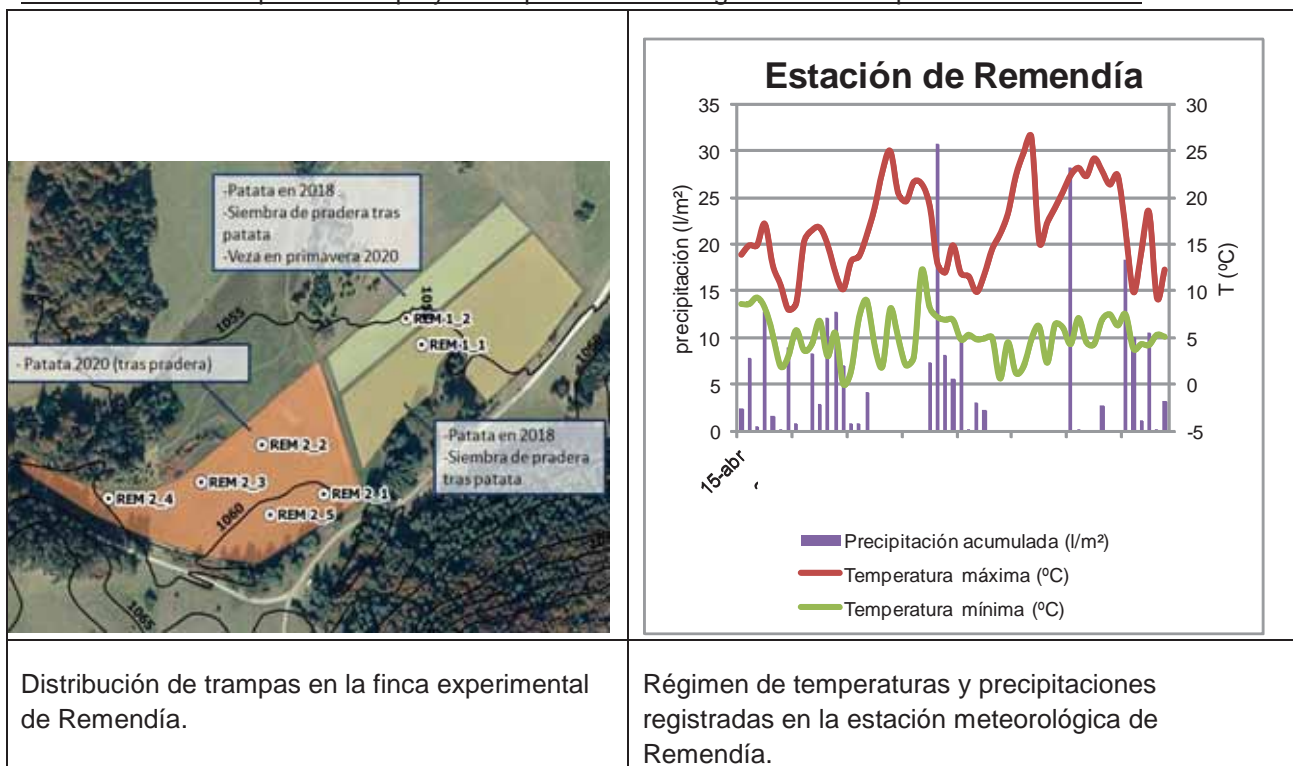 -Patata en 2018
-Siembra de pradera tras
patata
-Veza en primavera 2020
1055
REM 1_2
REM-1_1
1060
- Patata 2020 (tras pradera)
REM 2_2
-Patata en 2018
-Siembra de pradera
tras patata
REM 2_3
REM 2_4
REM 2_1
REM 2_5
1060
1065
Estación de Remendía
35
30
25
20
15
10
5
0
precipitación (l/m²)
30
25
20
15
10
5
0
-5
T (ºC)
15-abr
Precipitación acumulada (l/m²)
Temperatura máxima (ºC)
Temperatura mínima (ºC)
Distribución de trampas en la finca experimental
de Remendía.
Régimen de temperaturas y precipitaciones
registradas en la estación meteorológica de
Remendía.